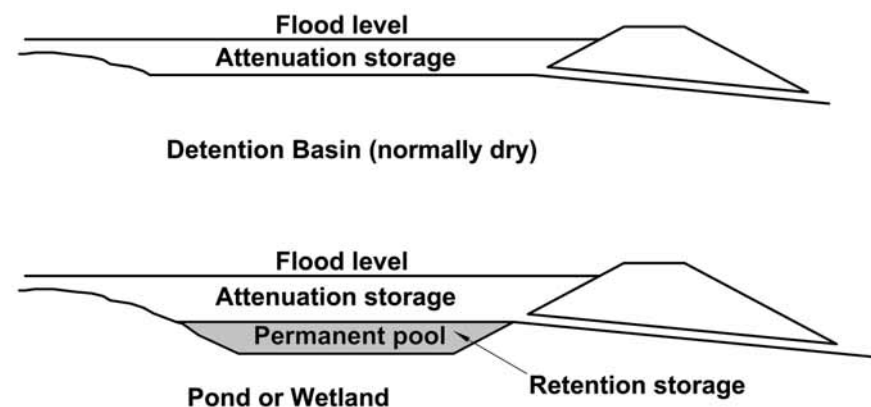 Flood level
Attenuation storage
Detention Basin (normally dry)
Flood level
Attenuation storage
Permanent pool
Retention storage
Pond or Wetland